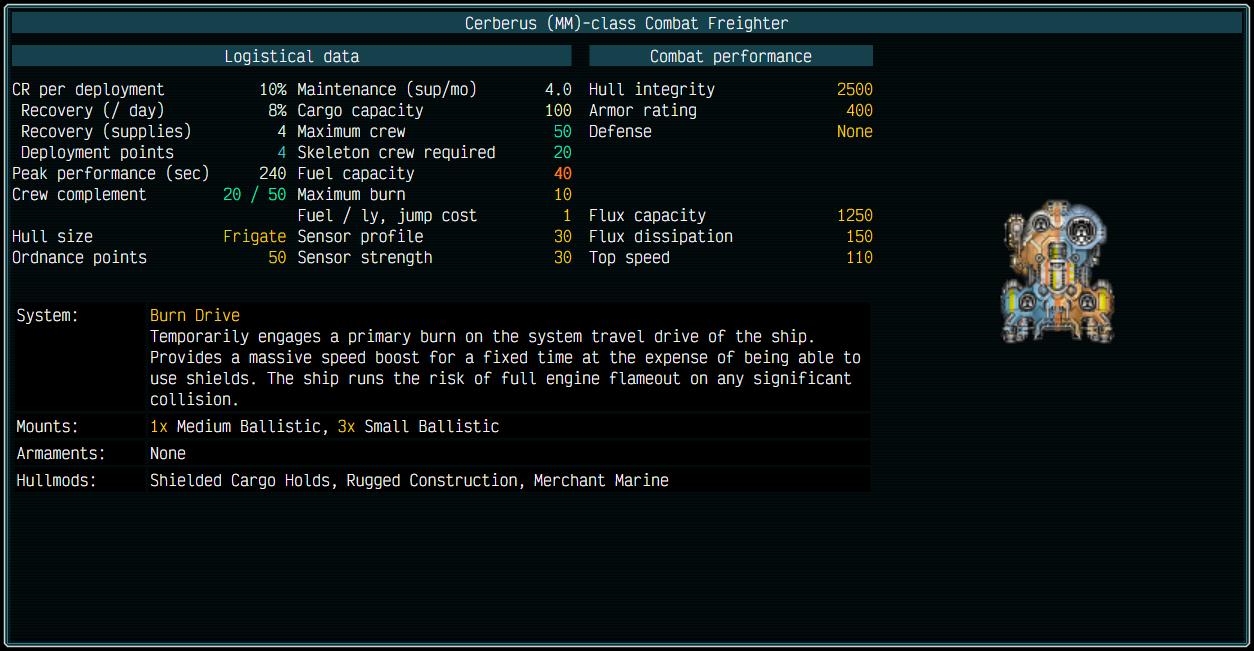 Cerberus (MM)-class Combat Freighter
Logistical data Combat performance
CR per deployment 10% Maintenance (sup/mo) 4.0 Hull integrity 2500
Recovery (/ day) 8% Cargo capacity 100 Armor rating 400
Recovery (supplies) 4 Maximum crew 50 Defense None
Deployment points 4 Skeleton crew required 20
Peak performance (sec) 240 Fuel capacity 40
Crew complement 20 / 50 Maximum burn 10
Fuel / ly, jump cost 1 Flux capacity 1250
Hull size Frigate Sensor profile 30 Flux dissipation 150
Ordnance points 50 Sensor strength 30 Top speed 110
System: Burn Drive
Temporarily engages a primary burn on the system travel drive of the ship.
Provides a massive speed boost for a fixed time at the expense of being able to
use shields. The ship runs the risk of full engine flameout on any significant
collision.
Mounts: 1x Medium Ballistic, 3x Small Ballistic
Armaments: None
Hullmods: Shielded Cargo Holds, Rugged Construction, Merchant Marine